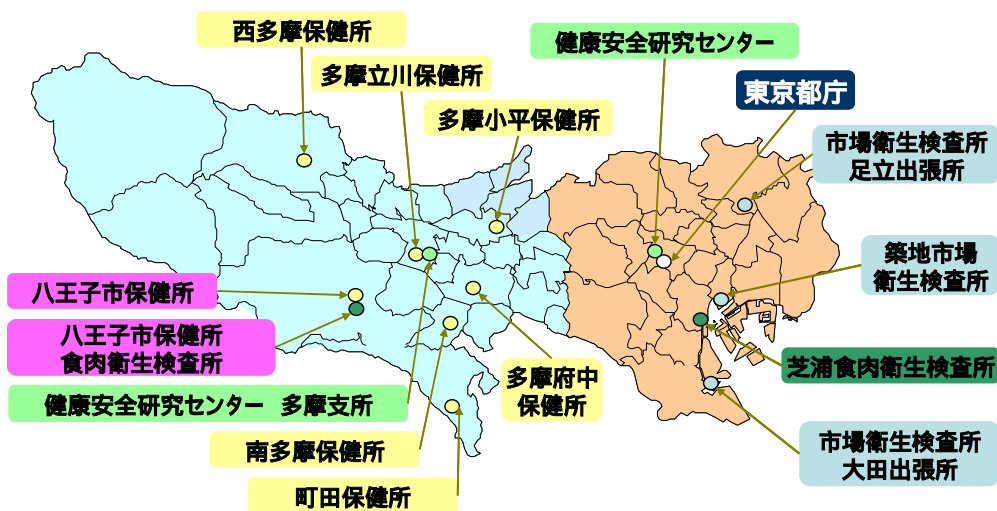 西多摩保健所
健康安全研究センター
多摩立川保健所
東京都庁
多摩小平保健所
市場衛生検査所
足立出張所
築地市場
衛生検査所
八王子市保健所
八王子市保健所
食肉衛生検査所
芝浦食肉衛生検査所
多摩府中
保健所
健康安全研究センター 多摩支所
南多摩保健所
市場衛生検査所
大田出張所
町田保健所